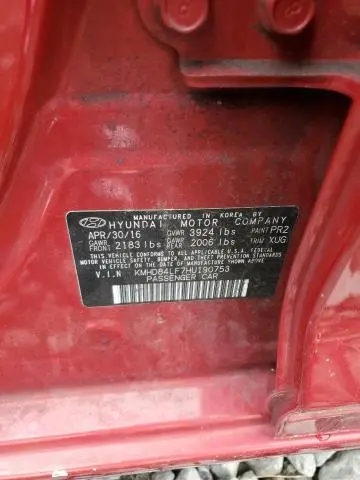 MANUFACTURED IN KOREA BY
HYUNDAI MOTOR COMPANY
APR/30/16 GVWR 3924 lbs PAINT PR2
GAWR FRONT 2183 lbs GAWR REAR 2006 lbs TRIM XUG
THIS VEHICLE CONFORMS TO ALL APPLICABLE U.S.A. FEDERAL
MOTOR VEHICLE SAFETY, BUMPER, AND THEFT PREVENTION STANDARDS
IN EFFECT ON THE DATE OF MANUFACTURE SHOWN ABOVE
V.I.N KMHD84LF7HU190753
PASSENGER CAR